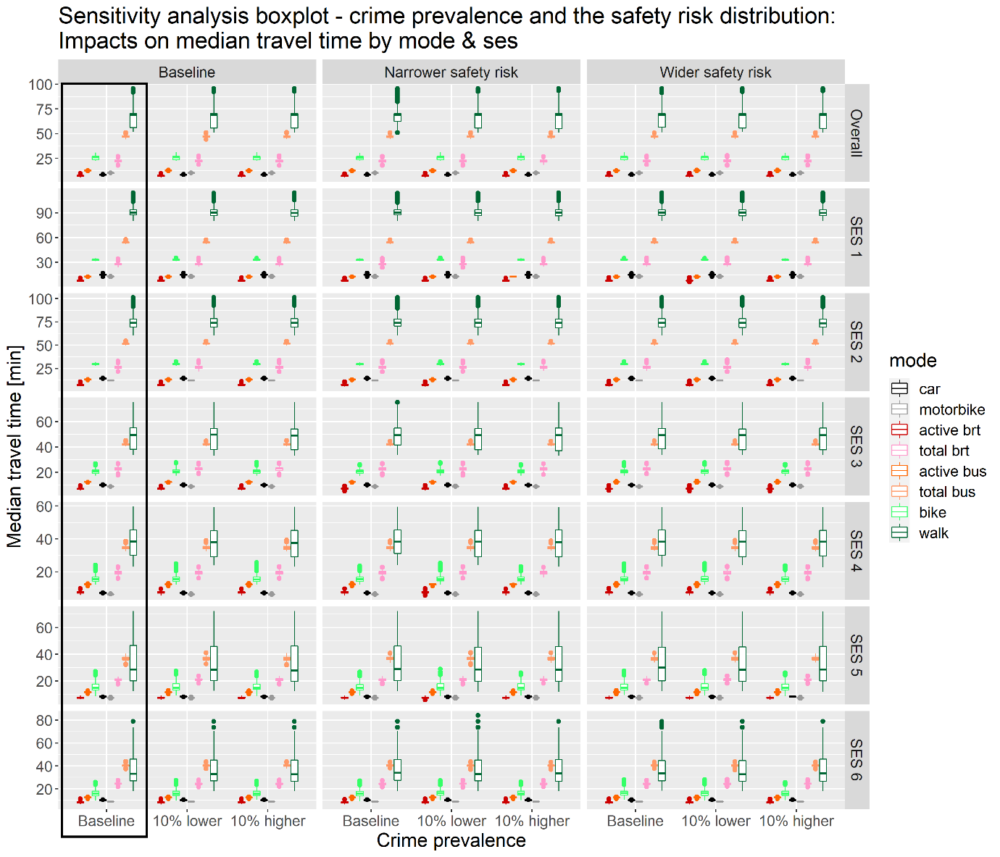 Sensitivity analysis boxplot - crime prevalence and the safety risk distribution:
Impacts on median travel time by mode & ses
Baseline
Narrower safety risk
Wider safety risk
100
75
50
25
Overall
90
60
30
SES 1
100
75
50
25
SES 2
60
40
20
SES 3
60
40
20
SES 4
60
40
20
SES 5
80
60
40
20
SES 6
Median travel time [min]
Baseline
10% lower
10% higher
Baseline
10% lower
10% higher
Baseline
10% lower
10% higher
Crime prevalence
mode
car
motorbike
active brt
total brt
active bus
total bus
bike
walk